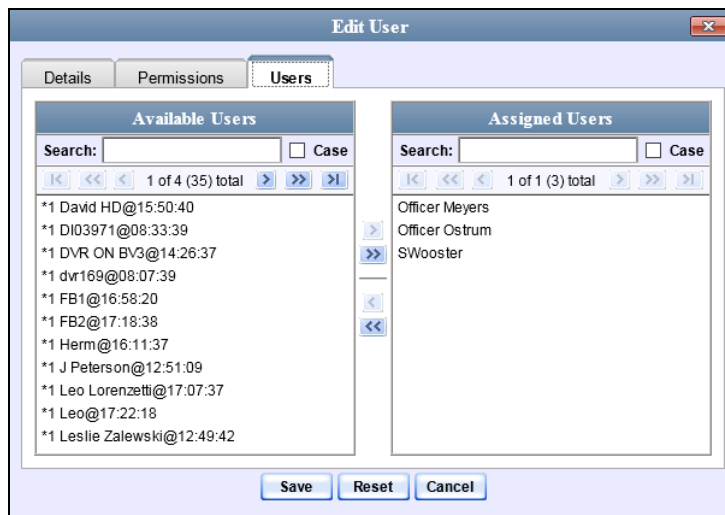 Edit User
Details Permissions Users
Available Users
Search: Case
1 of 4 (35) total
*1 David HD@15:50:40
*1 DI03971@08:33:39
*1 DVR ON BV3@14:26:37
*1 dvr169@08:07:39
*1 FB1@16:58:20
*1 FB2@17:18:38
*1 Herm@16:11:37
*1 J Peterson@12:51:09
*1 Leo Lorenzetti@17:07:37
*1 Leo@17:22:18
*1 Leslie Zalewski@12:49:42
Assigned Users
Search: Case
1 of 1 (3) total
Officer Meyers
Officer Ostrum
SWooster
Save Reset Cancel